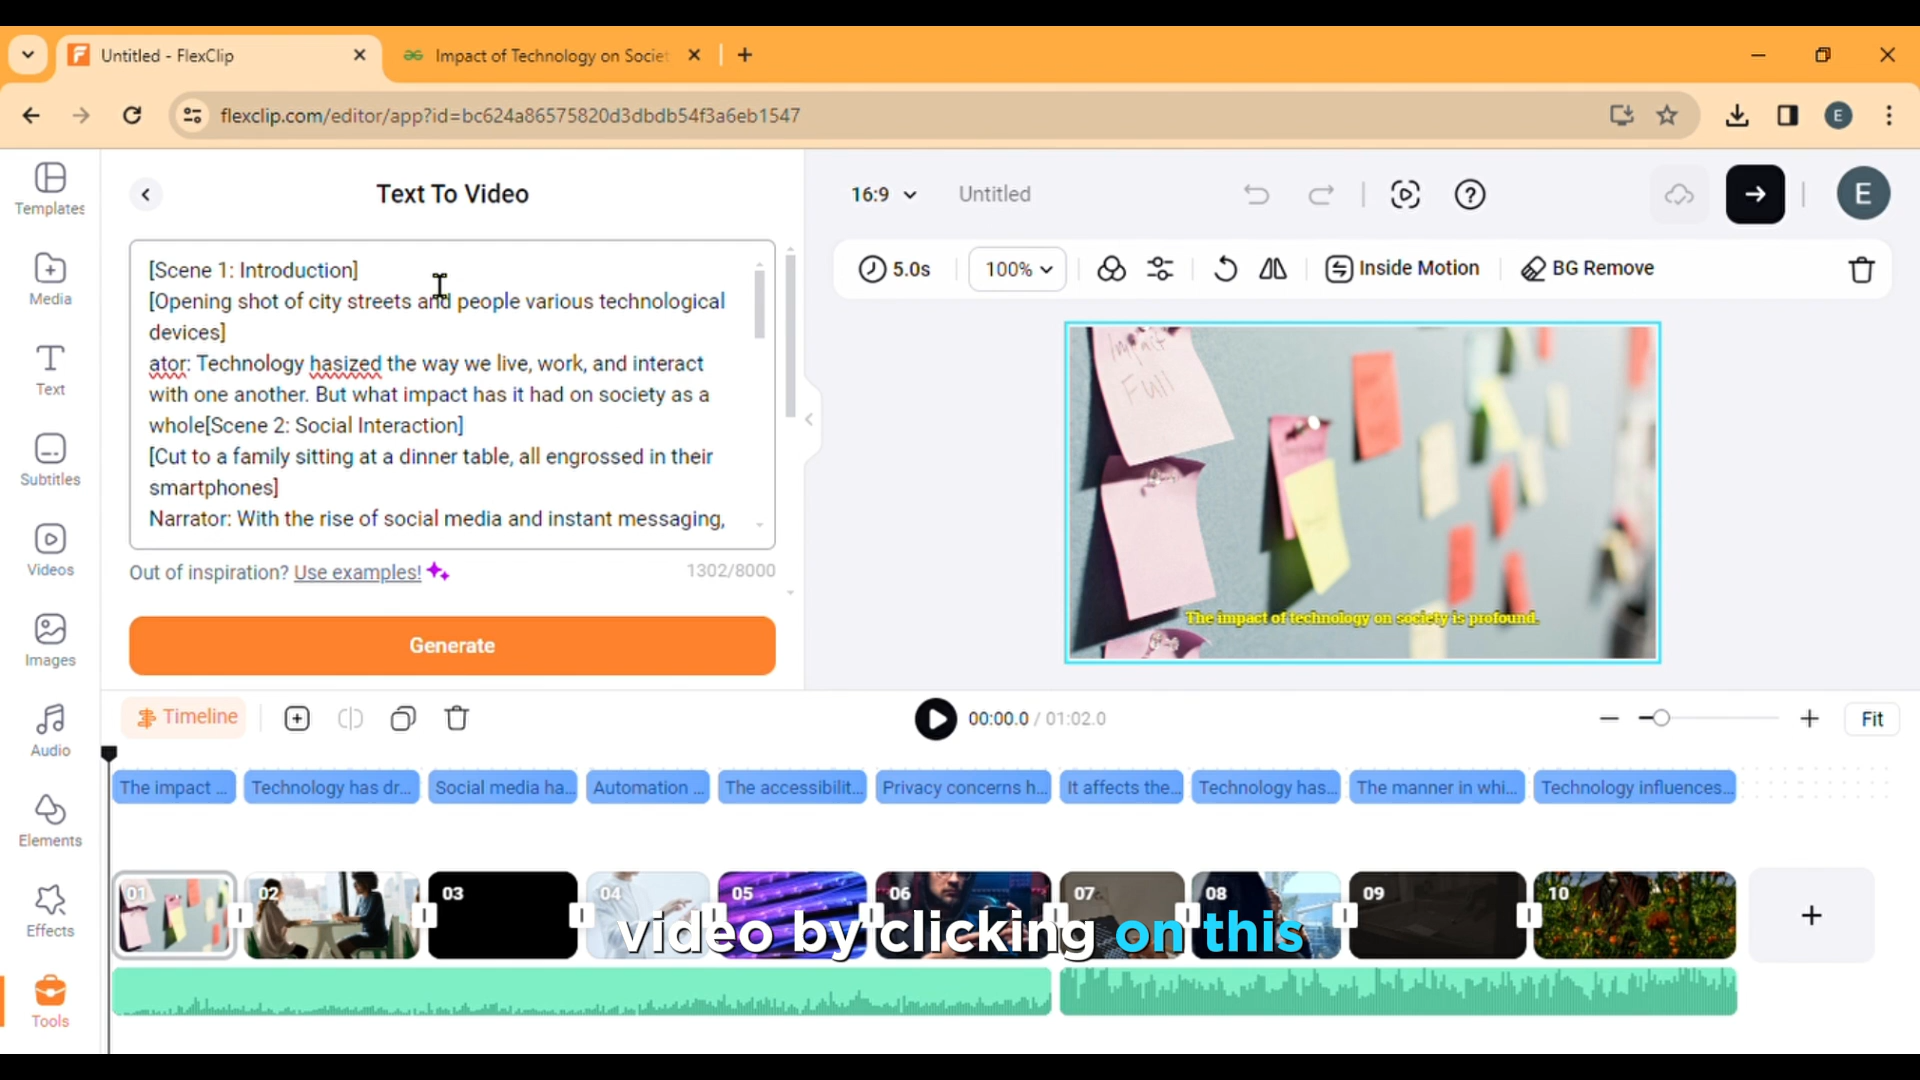 Untitled - FlexClip
Impact of Technology on Societ
flexclip.com/editor/app?id=bc624a86575820d3dbdb54f3a6eb1547
E
Templates
Media
Text
Subtitles
Videos
Images
Audio
Elements
Effects
Tools
Text To Video
[Scene 1: Introduction]
[Opening shot of city streets and people various technological
devices]
ator: Technology hasized the way we live, work, and interact
with one another. But what impact has it had on society as a
whole[Scene 2: Social Interaction]
[Cut to a family sitting at a dinner table, all engrossed in their
smartphones]
Narrator: With the rise of social media and instant messaging,
Out of inspiration? Use examples!
1302/8000
Generate
16:9
Untitled
E
5.0s
100%
Inside Motion
BG Remove
Full
The impact of technology on society is profound.
Timeline
00:00.0 / 01:02.0
Fit
The impact ...
Technology has dr...
Social media ha...
Automation ...
The accessibilit...
Privacy concerns h...
It affects the...
Technology has...
The manner in whi...
Technology influences...
01
02
03
04
05
06
07
08
09
10
video by clicking on this